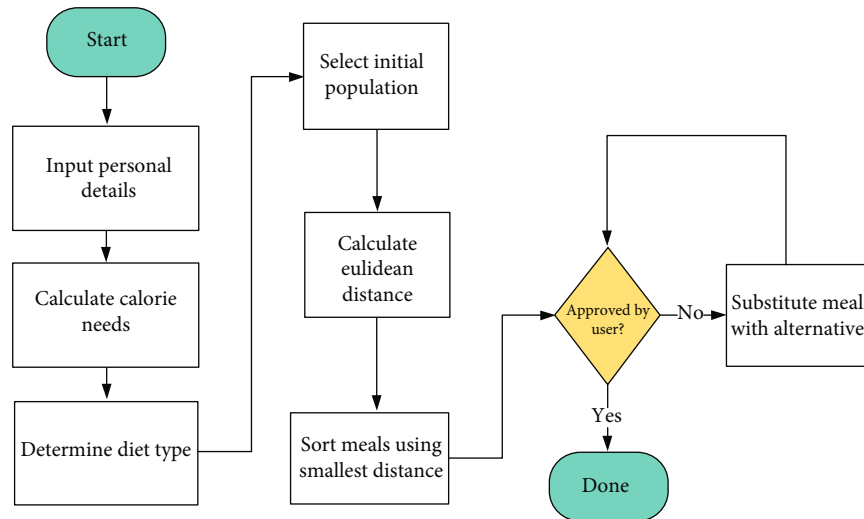 Start
Input personal
details
Calculate calorie
needs
Determine diet type
Select initial
population
Calculate
eulidean
distance
Sort meals using
smallest distance
Approved by
user?
No
Substitute meal
with alternative
Yes
Done